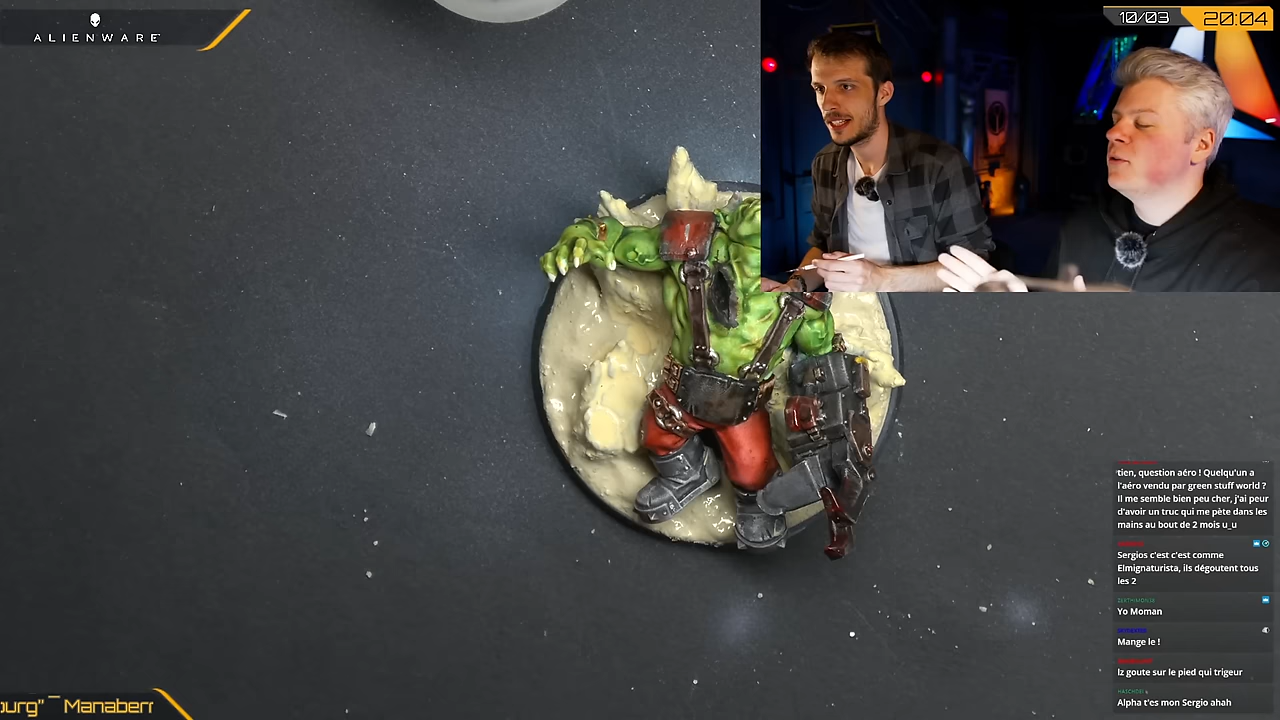 ALIENWARE
10/03
20:04
tien, question aéro ! Quelqu'un a
l'aéro vendu par green stuff world ?
Il me semble bien peu cher, j'ai peur
d'avoir un truc qui me pète dans les
mains au bout de 2 mois u_u
Sergios c'est c'est comme
Elmignaturista, ils dégoutent tous
les 2
Yo Moman
Mange le !
Iz goute sur le pied qui trigeur
Alpha t'es mon Sergio ahah
ourg" ¯ Manaberr